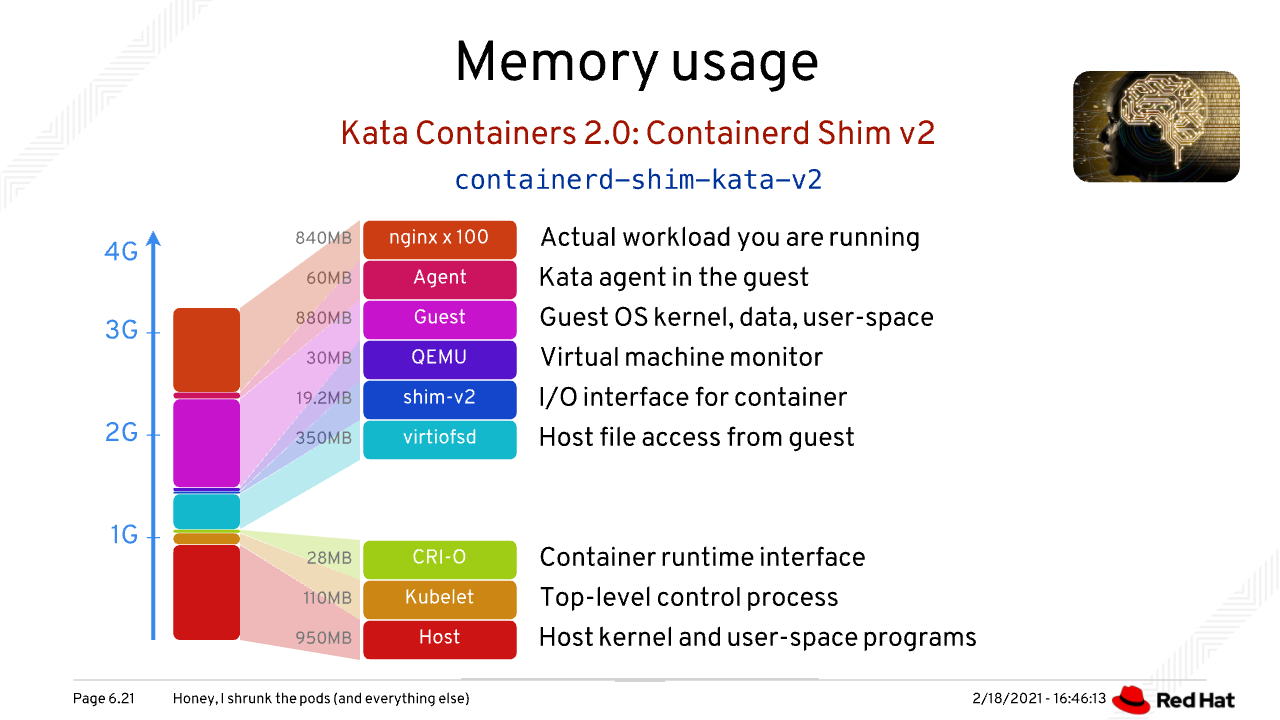 Memory usage
Kata Containers 2.0: Containerd Shim v2
containerd-shim-kata-v2
4G
3G
2G
1G
840MB nginx x 100 Actual workload you are running
60MB Agent Kata agent in the guest
880MB Guest Guest OS kernel, data, user-space
30MB QEMU Virtual machine monitor
19.2MB shim-v2 I/O interface for container
350MB virtiofsd Host file access from guest
28MB CRI-O Container runtime interface
110MB Kubelet Top-level control process
950MB Host Host kernel and user-space programs
Page 6.21 Honey, I shrunk the pods (and everything else) 2/18/2021 - 16:46:13 Red Hat